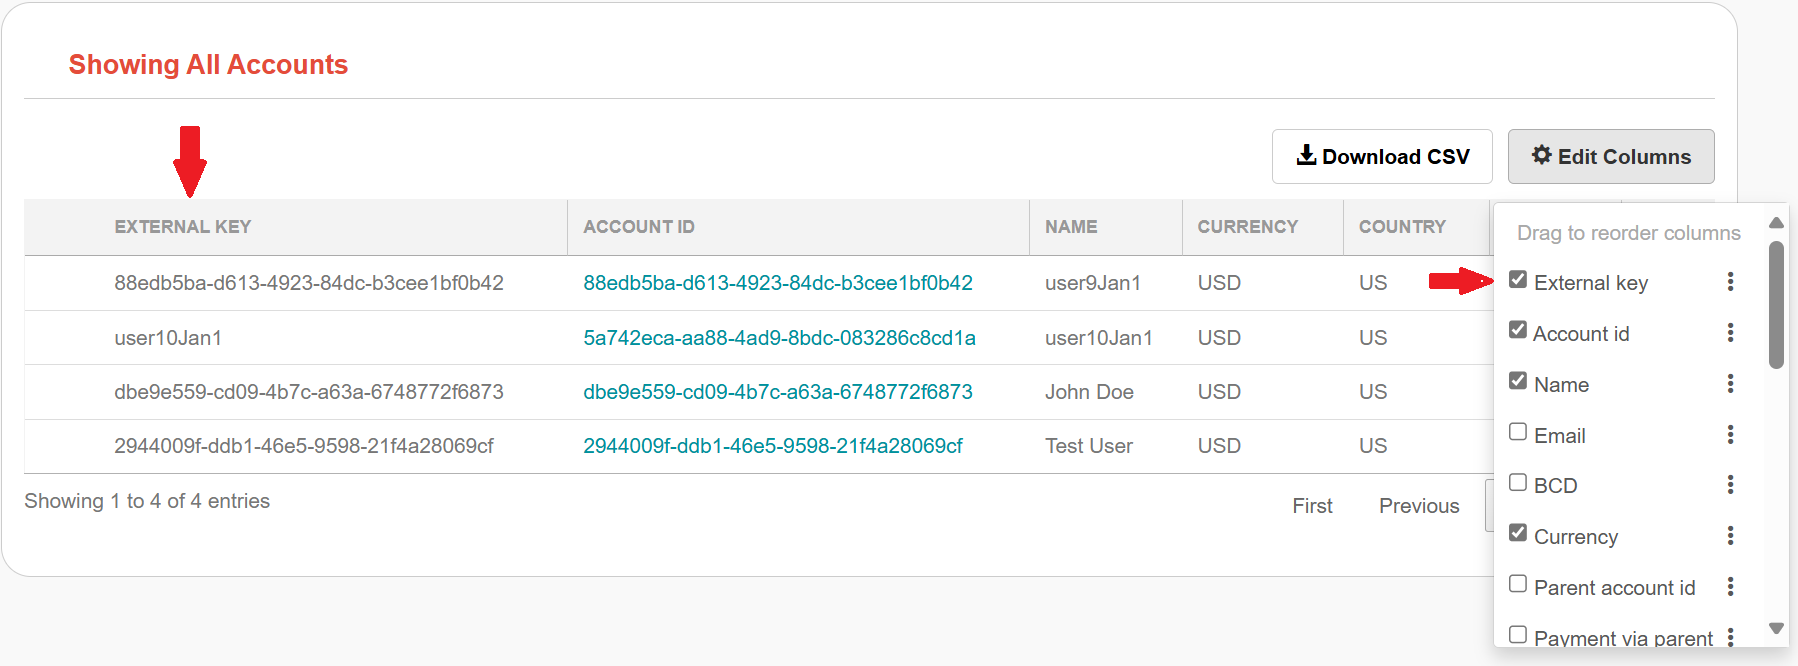 Showing All Accounts
Download CSV Edit Columns
EXTERNAL KEY ACCOUNT ID NAME CURRENCY COUNTRY
88edb5ba-d613-4923-84dc-b3cee1bf0b42 88edb5ba-d613-4923-84dc-b3cee1bf0b42 user9Jan1 USD US
user10Jan1 5a742eca-aa88-4ad9-8bdc-083286c8cd1a user10Jan1 USD US
dbe9e559-cd09-4b7c-a63a-6748772f6873 dbe9e559-cd09-4b7c-a63a-6748772f6873 John Doe USD US
2944009f-ddb1-46e5-9598-21f4a28069cf 2944009f-ddb1-46e5-9598-21f4a28069cf Test User USD US
Showing 1 to 4 of 4 entries First Previous
Drag to reorder columns
External key
Account id
Name
Email
BCD
Currency
Parent account id
Payment via parent